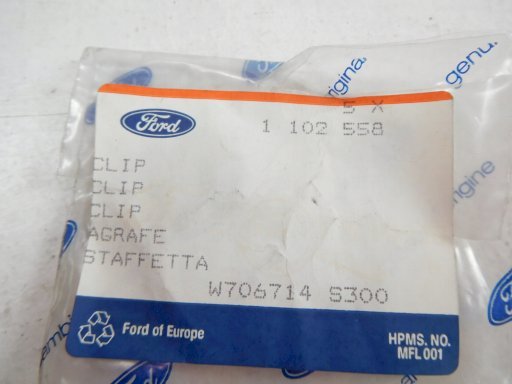 5 X
Ford
1 102 558
CLIP
CLIP
CLIP
AGRAFE
STAFFETTA
W706714 S300
Ford of Europe
HPMS. NO.
MFL 001
genu